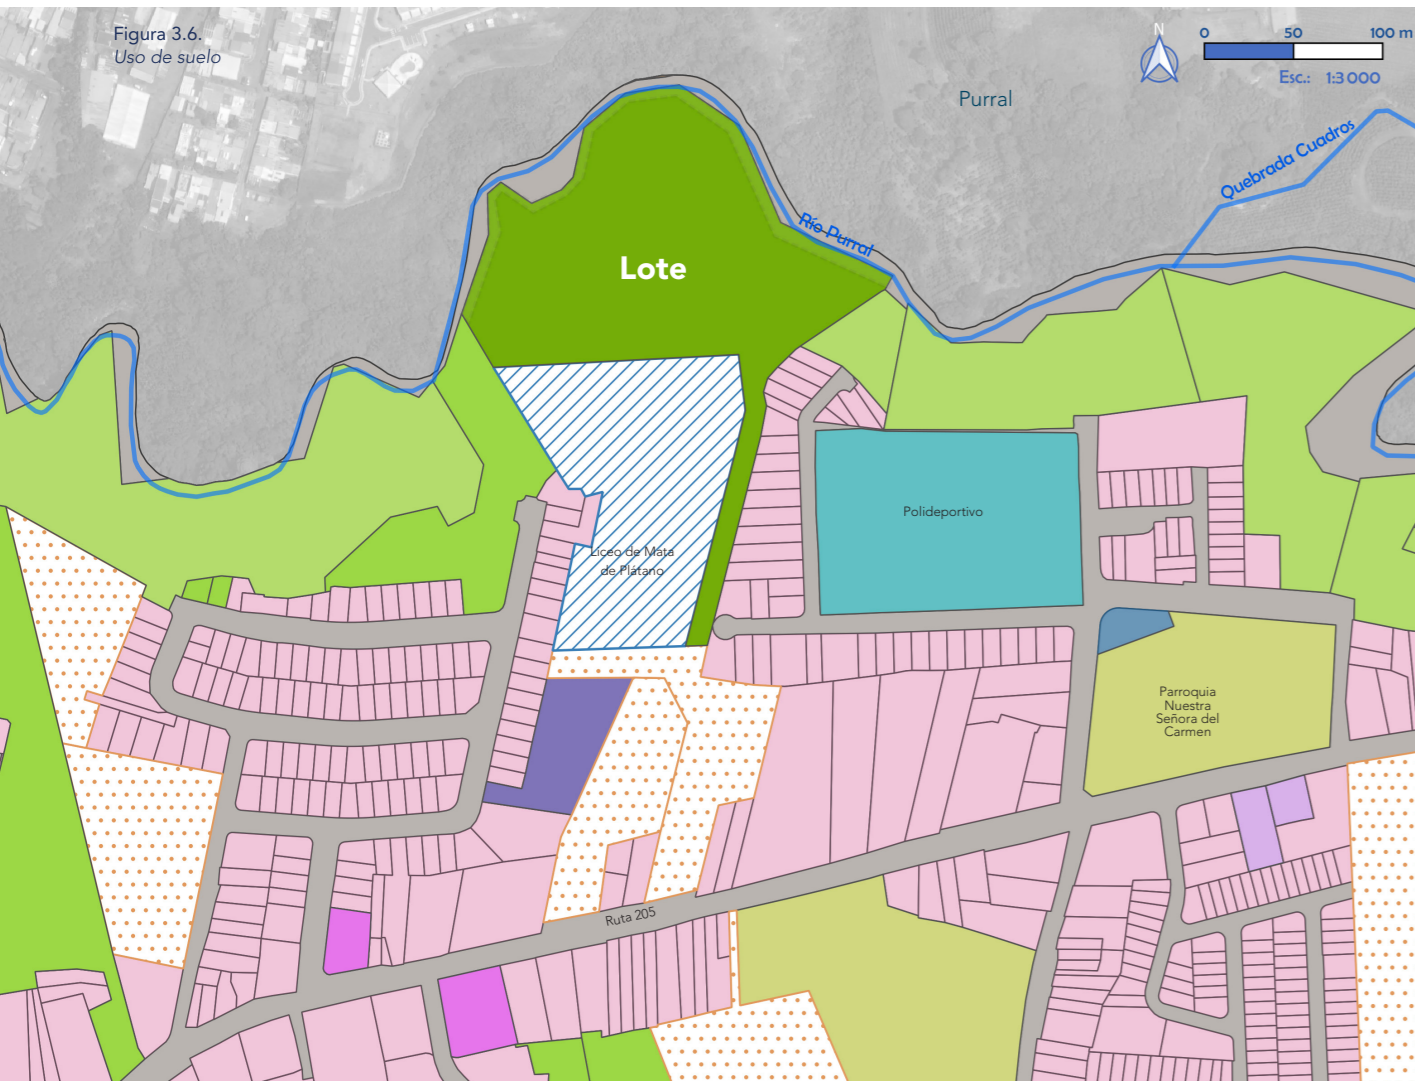 Figura 3.6.
Uso de suelo
N
0 50 100 m
Esc.: 1:3 000
Purral
Quebrada Cuadros
Río Purral
Lote
Polideportivo
Liceo de Mata
de Plátano
Parroquia
Nuestra
Señora del
Carmen
Ruta 205